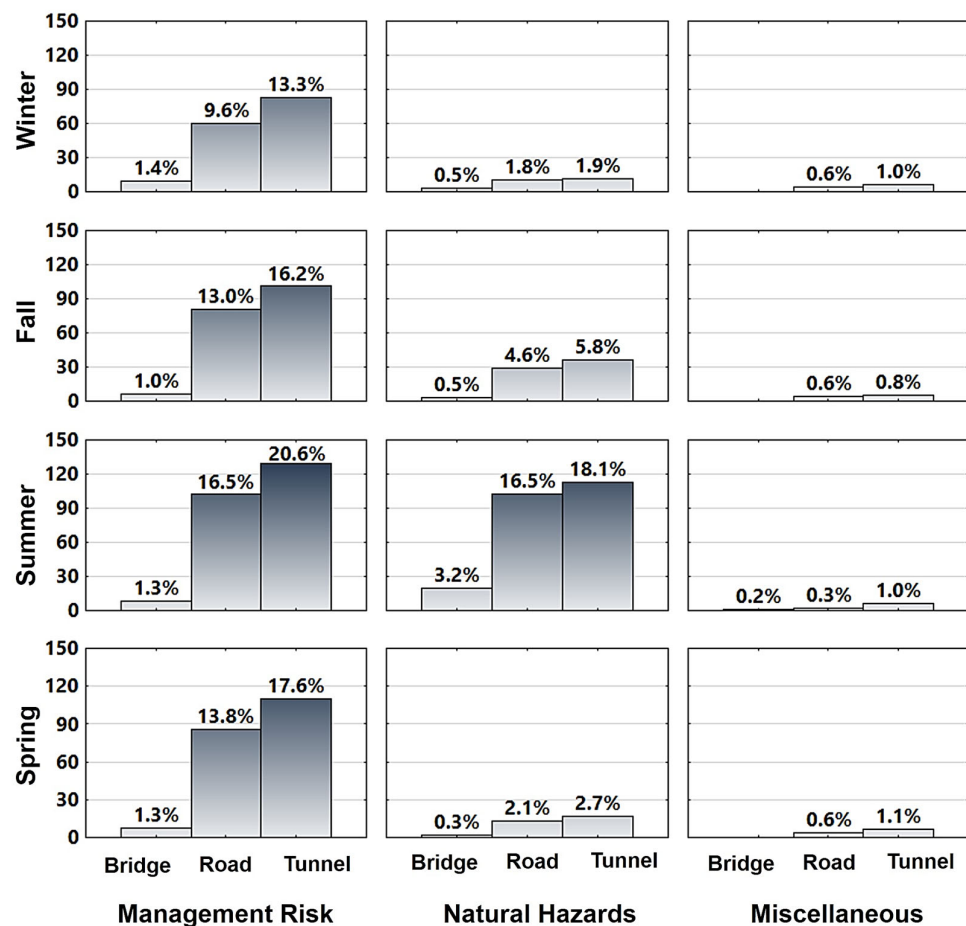 150
120
90
60
30
0
Winter
1.4% 9.6% 13.3%
0.5% 1.8% 1.9%
0.6% 1.0%
150
120
90
60
30
0
Fall
1.0% 13.0% 16.2%
0.5% 4.6% 5.8%
0.6% 0.8%
150
120
90
60
30
0
Summer
1.3% 16.5% 20.6%
3.2% 16.5% 18.1%
0.2% 0.3% 1.0%
150
120
90
60
30
0
Spring
1.3% 13.8% 17.6%
0.3% 2.1% 2.7%
0.6% 1.1%
Bridge Road Tunnel Bridge Road Tunnel Bridge Road Tunnel
Management Risk Natural Hazards Miscellaneous